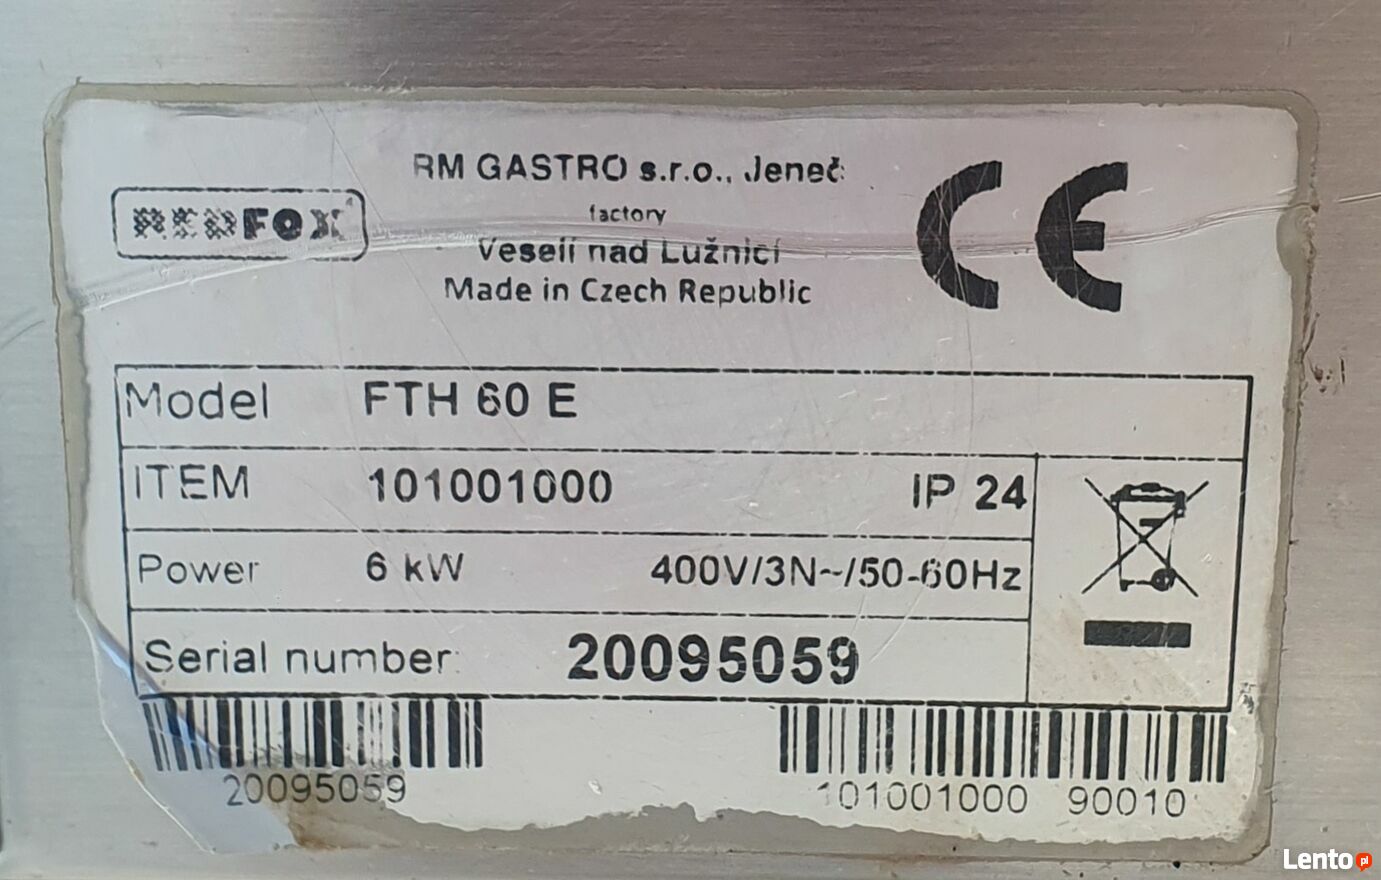 RM GASTRO s.r.o., Jeneč
REDFOX
factory
Veselí nad Lužnicí
Made in Czech Republic
CE
Model FTH 60 E
ITEM 101001000 IP 24
Power 6 kW 400V/3N~/50-60Hz
Serial number: 20095059
20095059
101001000 90010
Lento pl